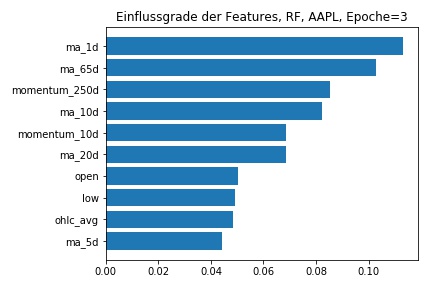 Einflussgrade der Features, RF, AAPL, Epoche=3
ma_1d
ma_65d
momentum_250d
ma_10d
momentum_10d
ma_20d
open
low
ohlc_avg
ma_5d
0.00 0.02 0.04 0.06 0.08 0.10